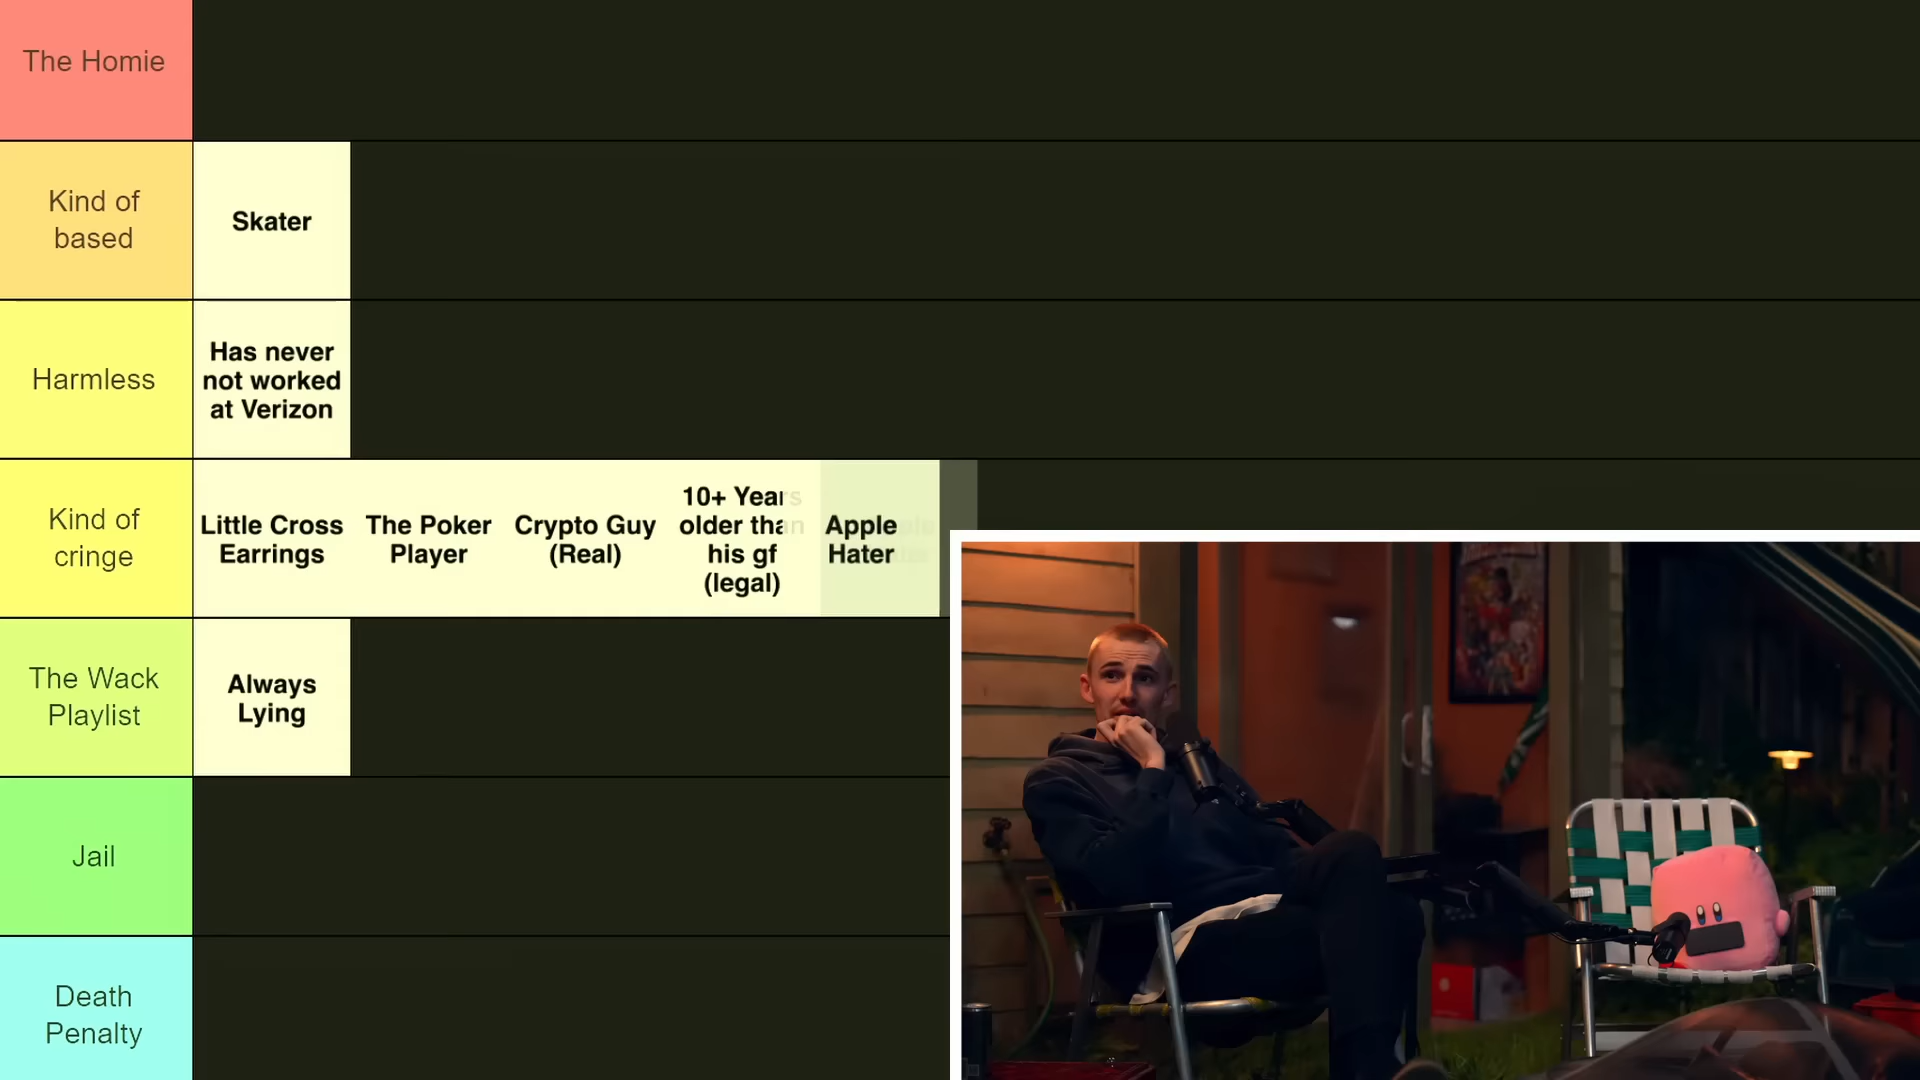 The Homie
Kind of
based
Skater
Harmless
Has never
not worked
at Verizon
Kind of
cringe
Little Cross
Earrings
The Poker
Player
Crypto Guy
(Real)
10+ Years
older than
his gf
(legal)
Apple
Hater
The Wack
Playlist
Always
Lying
Jail
Death
Penalty